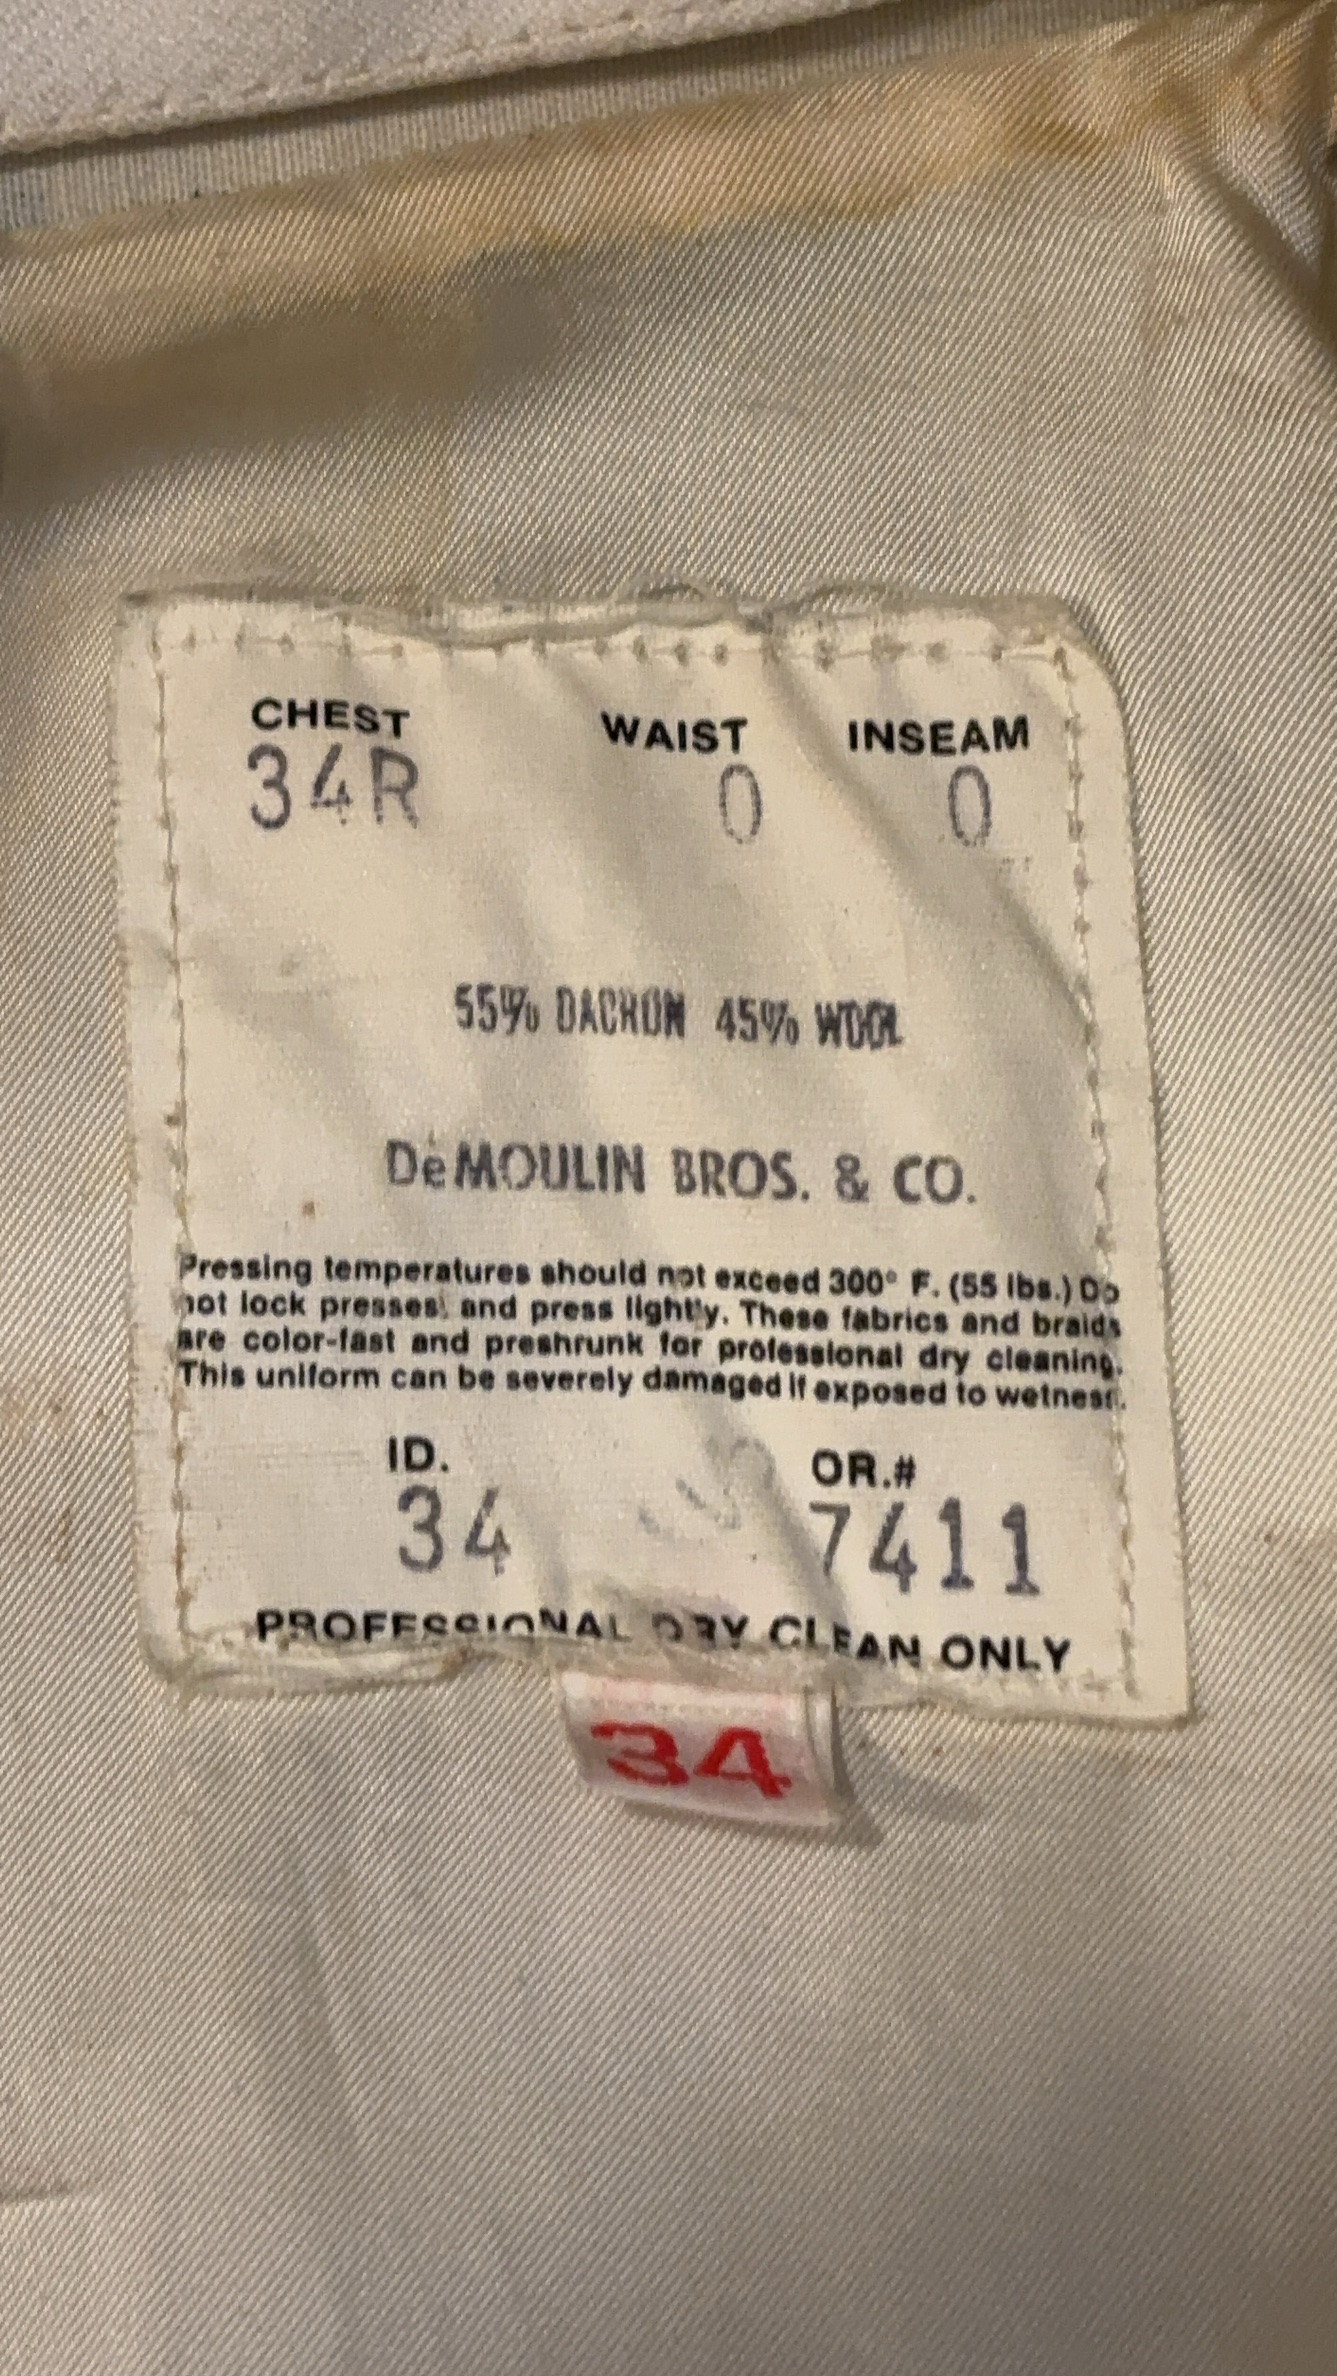 CHEST WAIST INSEAM
34R 0 0
55% DACRON 45% WOOL
DeMOULIN BROS. & CO.
Pressing temperatures should not exceed 300° F. (55 lbs.) Do
not lock presses, and press lightly. These fabrics and braids
are color-fast and preshrunk for professional dry cleaning.
This uniform can be severely damaged if exposed to wetness.
ID. OR.#
34 7411
PROFESSIONAL DRY CLEAN ONLY
34